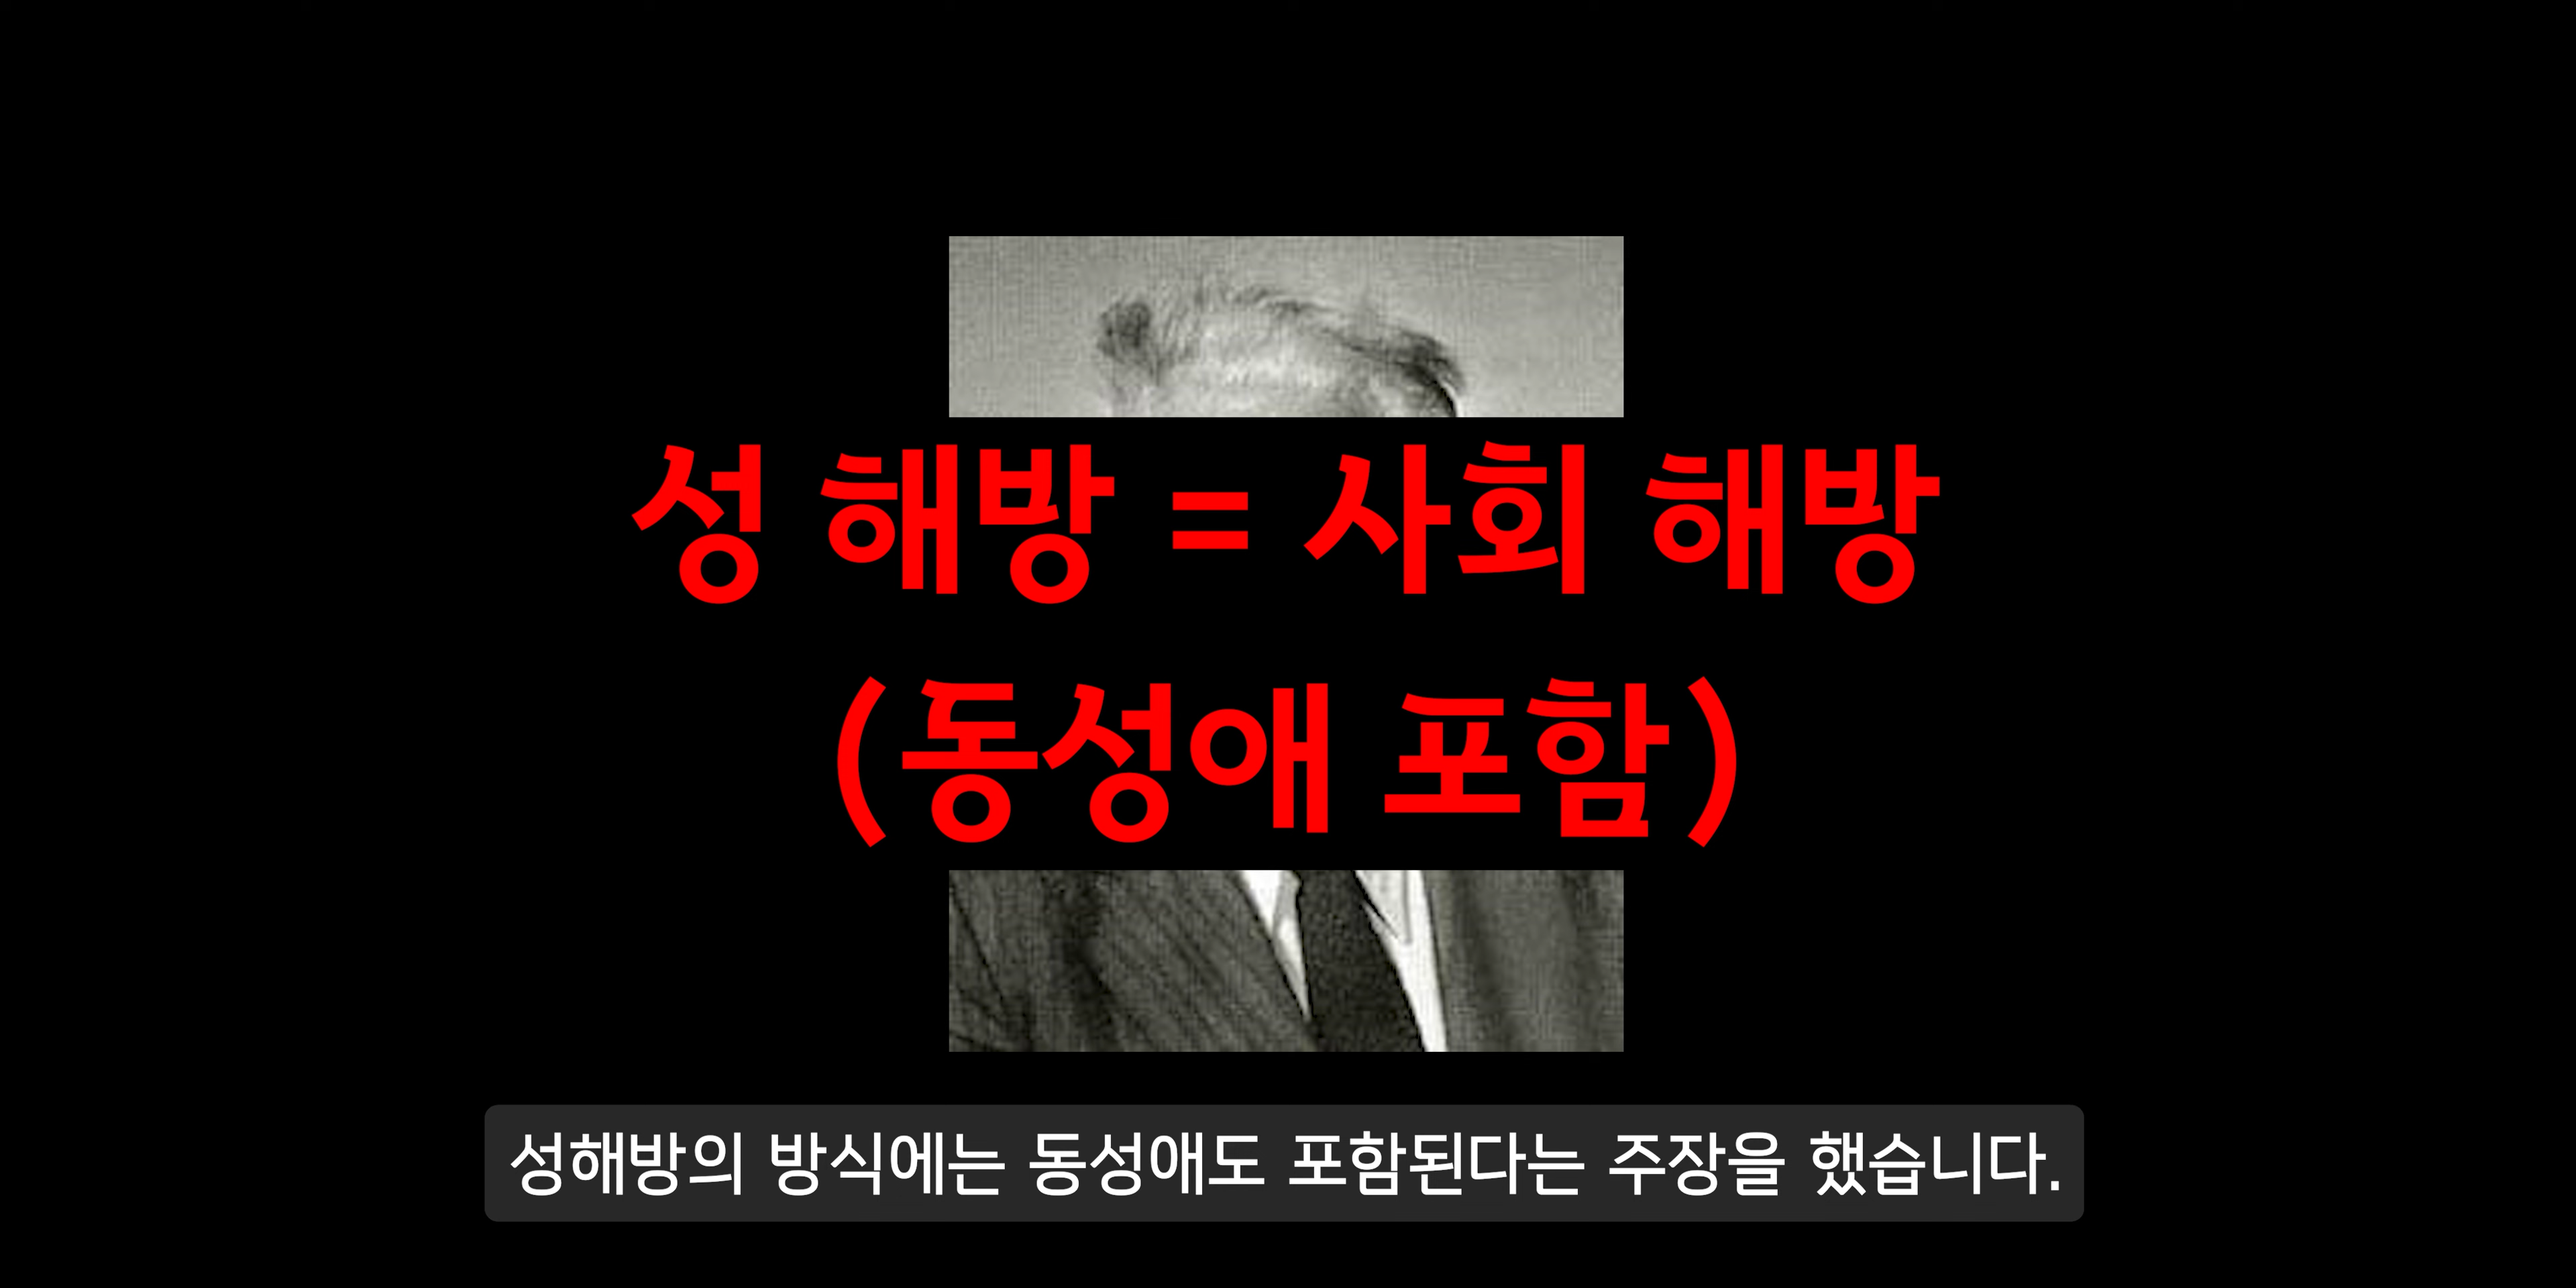 성 해방 = 사회 해방
(동성애 포함)
성해방의 방식에는 동성애도 포함된다는 주장을 했습니다.